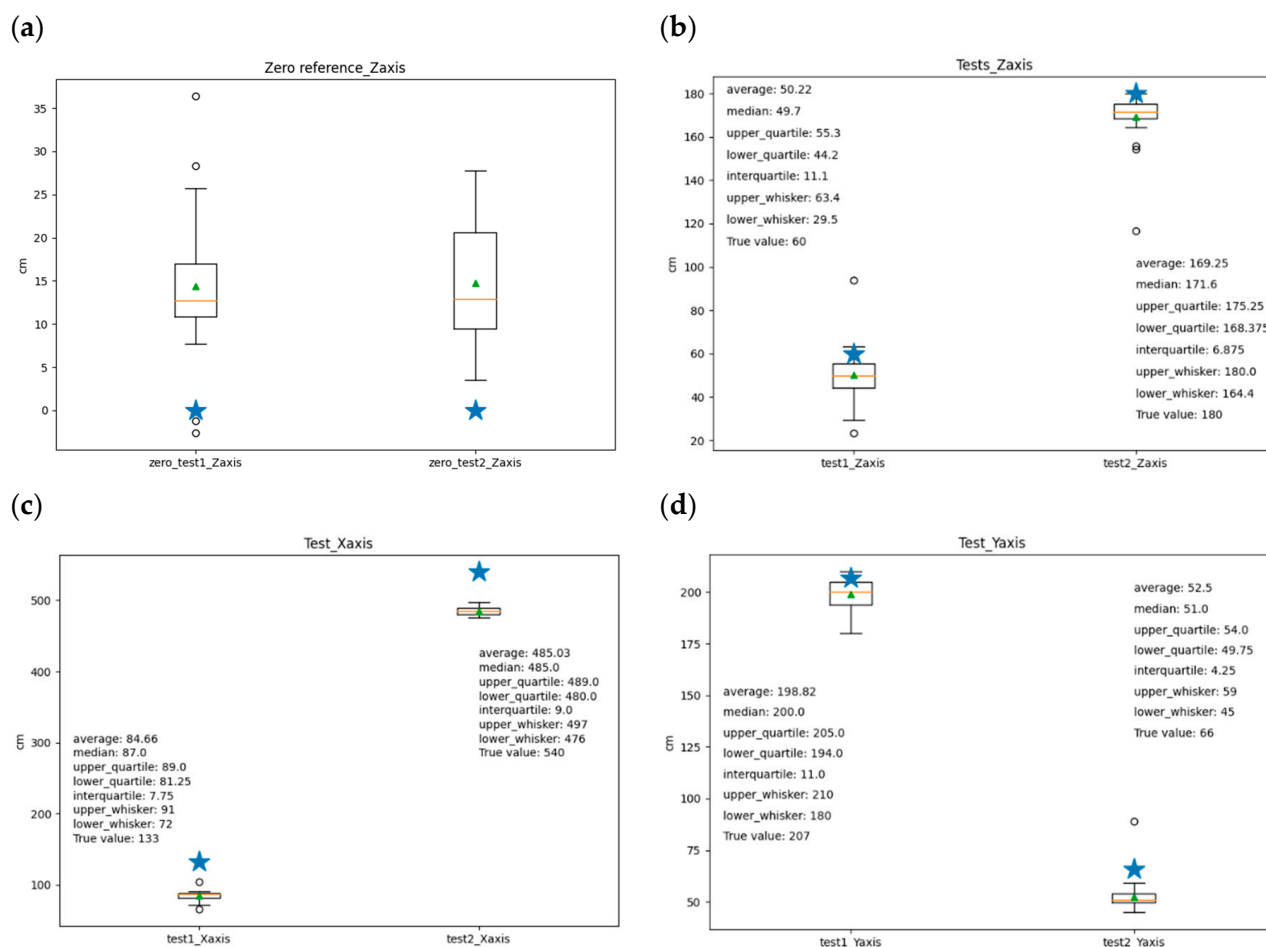 (a)
Zero reference_Zaxis
35
30
25
20
15
10
5
0
cm
zero_test1_Zaxis
zero_test2_Zaxis
(b)
Tests_Zaxis
180
160
140
120
100
80
60
40
20
cm
average: 50.22
median: 49.7
upper_quartile: 55.3
lower_quartile: 44.2
interquartile: 11.1
upper_whisker: 63.4
lower_whisker: 29.5
True value: 60
average: 169.25
median: 171.6
upper_quartile: 175.25
lower_quartile: 168.375
interquartile: 6.875
upper_whisker: 180.0
lower_whisker: 164.4
True value: 180
test1_Zaxis
test2_Zaxis
(c)
Test_Xaxis
500
400
300
200
100
cm
average: 84.66
median: 87.0
upper_quartile: 89.0
lower_quartile: 81.25
interquartile: 7.75
upper_whisker: 91
lower_whisker: 72
True value: 133
average: 485.03
median: 485.0
upper_quartile: 489.0
lower_quartile: 480.0
interquartile: 9.0
upper_whisker: 497
lower_whisker: 476
True value: 540
test1_Xaxis
test2_Xaxis
(d)
Test_Yaxis
200
175
150
125
100
75
50
cm
average: 198.82
median: 200.0
upper_quartile: 205.0
lower_quartile: 194.0
interquartile: 11.0
upper_whisker: 210
lower_whisker: 180
True value: 207
average: 52.5
median: 51.0
upper_quartile: 54.0
lower_quartile: 49.75
interquartile: 4.25
upper_whisker: 59
lower_whisker: 45
True value: 66
test1_Yaxis
test2_Yaxis